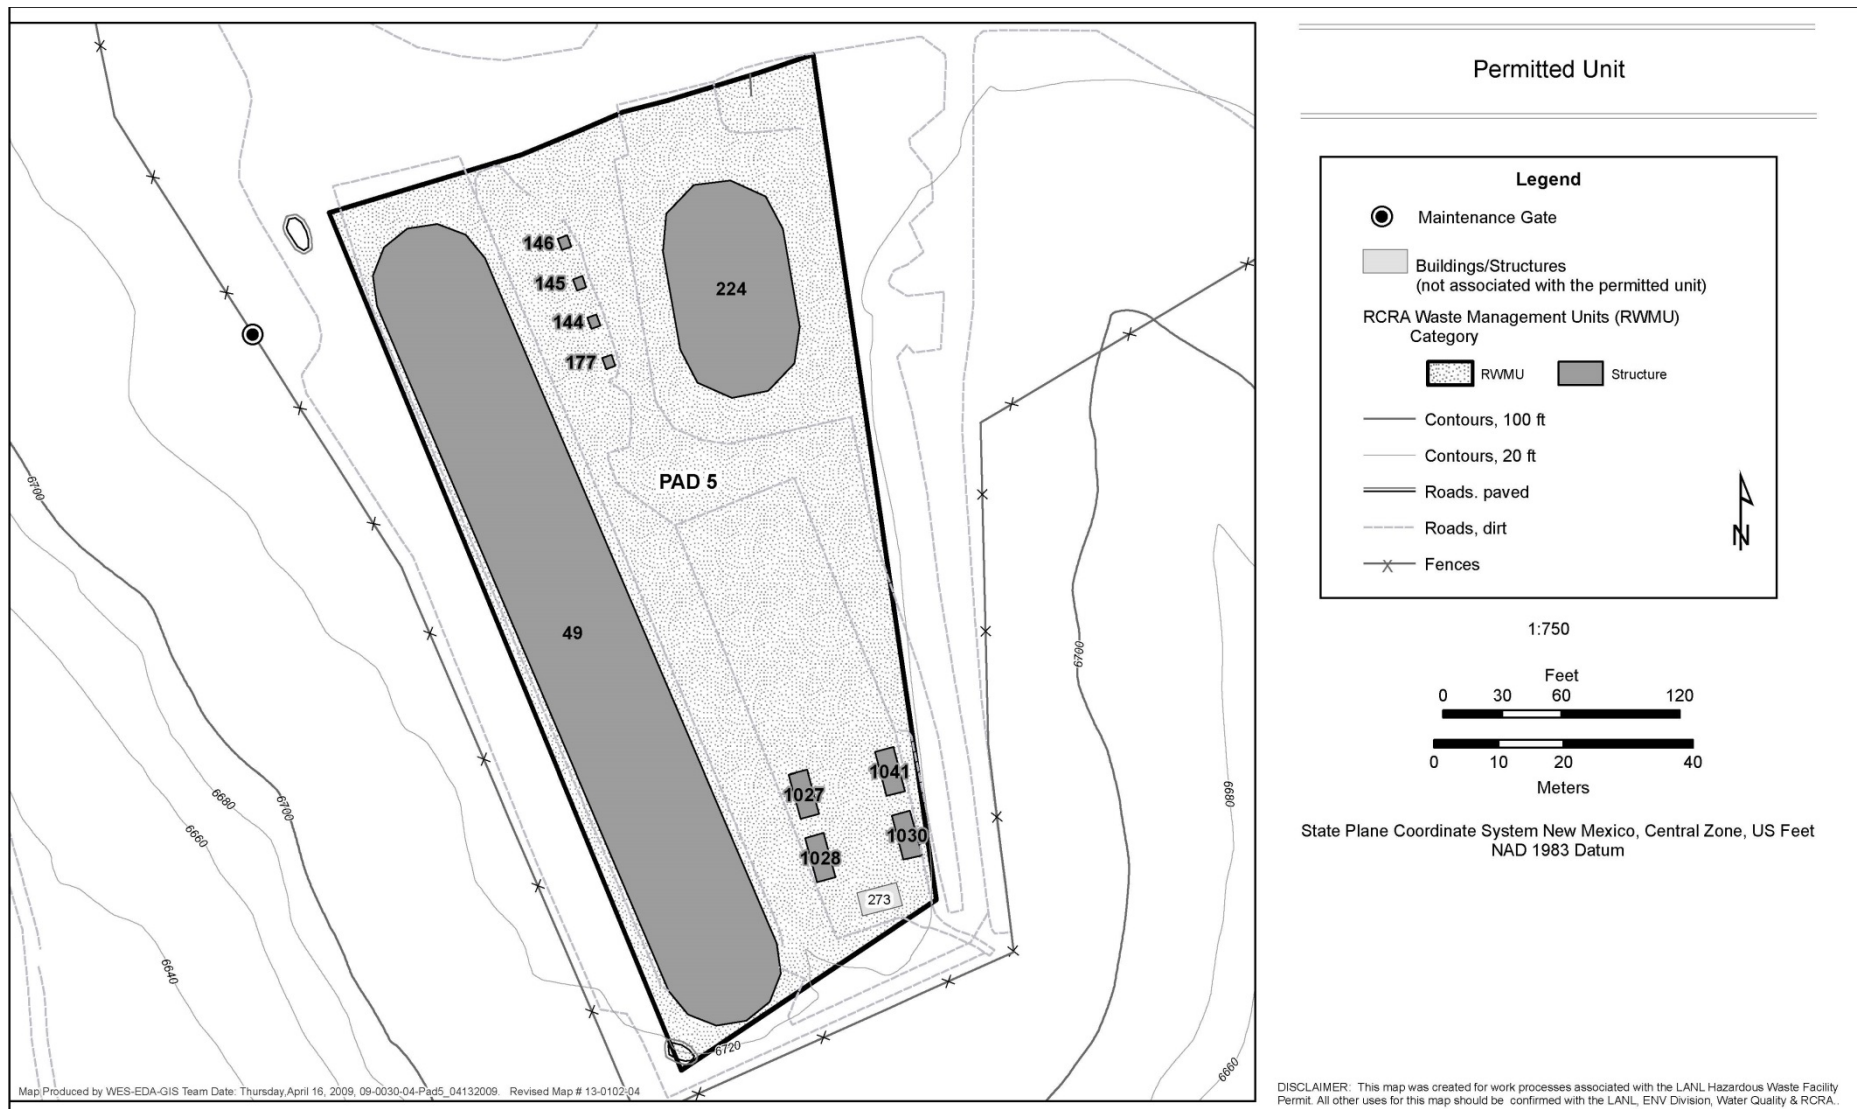 Permitted Unit
Legend
Maintenance Gate
Buildings/Structures
(not associated with the permitted unit)
RCRA Waste Management Units (RWMU)
Category
RWMU
Structure
Contours, 100 ft
Contours, 20 ft
Roads. paved
Roads, dirt
Fences
N
1:750
Feet
0 30 60 120
0 10 20 40
Meters
State Plane Coordinate System New Mexico, Central Zone, US Feet
NAD 1983 Datum
DISCLAIMER: This map was created for work processes associated with the LANL Hazardous Waste Facility
Permit. All other uses for this map should be confirmed with the LANL, ENV Division, Water Quality & RCRA..
146
145
144
177
224
PAD 5
49
1041
1027
1030
1028
273
6700
6700
6680
6660
6640
6720
6700
6680
6660
Map Produced by WES-EDA-GIS Team Date: Thursday,April 16, 2009, 09-0030-04-Pad5_04132009. Revised Map # 13-0102-04